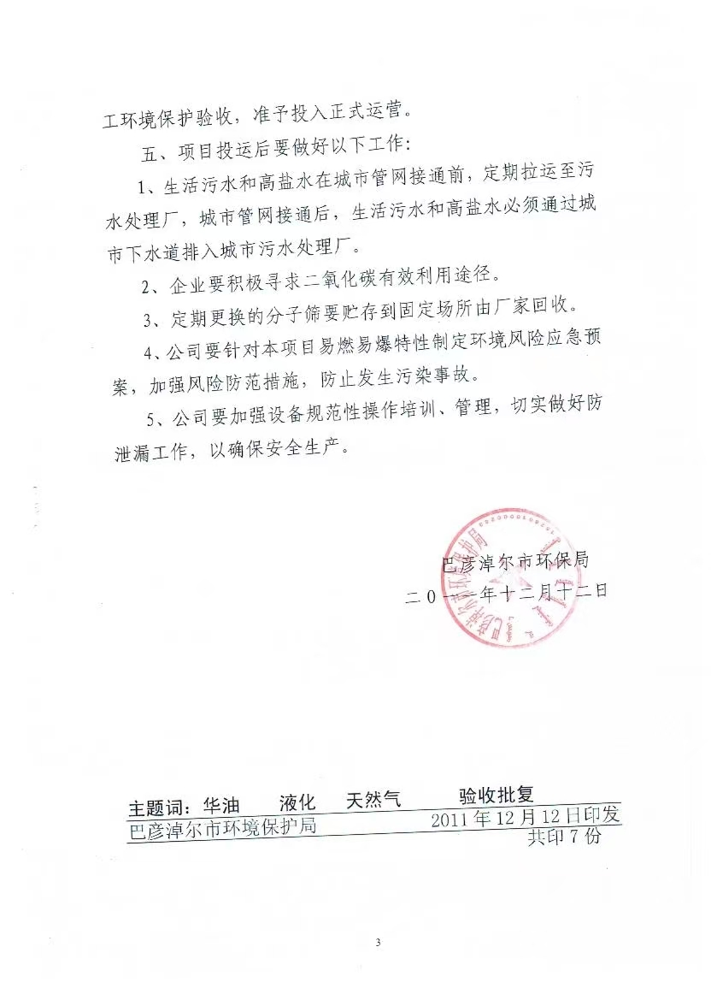 工环境保护验收，准予投入正式运营。
五、项目投运后要做好以下工作：
1、生活污水和高盐水在城市管网接通前，定期拉运至污
水处理厂，城市管网接通后，生活污水和高盐水必须通过城
市下水道排入城市污水处理厂。
2、企业要积极寻求二氧化碳有效利用途径。
3、定期更换的分子筛要贮存到固定场所由厂家回收。
4、公司要针对本项目易燃易爆特性制定环境风险应急预
案，加强风险防范措施，防止发生污染事故。
5、公司要加强设备规范性操作培训、管理，切实做好防
泄漏工作，以确保安全生产。
巴彦淖尔市环境保护局
巴彦淖尔市环保局
二0一一年十二月十二日
主题词：华油 液化 天然气 验收批复
巴彦淖尔市环境保护局 2011年12月12日印发
共印7份
3